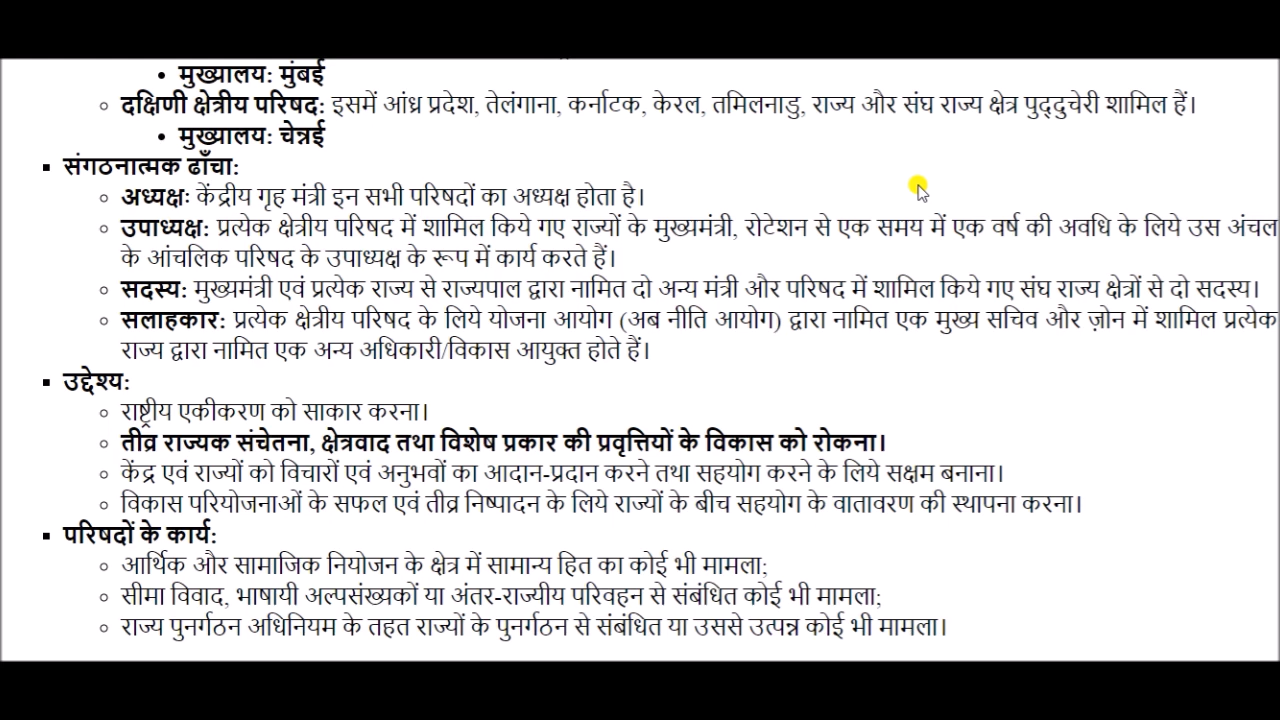 • मुख्यालय: मुंबई
○ दक्षिणी क्षेत्रीय परिषद: इसमें आंध्र प्रदेश, तेलंगाना, कर्नाटक, केरल, तमिलनाडु, राज्य और संघ राज्य क्षेत्र पुद्दुचेरी शामिल हैं।
• मुख्यालय: चेन्नई
▪ संगठनात्मक ढाँचा:
○ अध्यक्षः केंद्रीय गृह मंत्री इन सभी परिषदों का अध्यक्ष होता है।
○ उपाध्यक्ष: प्रत्येक क्षेत्रीय परिषद में शामिल किये गए राज्यों के मुख्यमंत्री, रोटेशन से एक समय में एक वर्ष की अवधि के लिये उस अंचल
के आंचलिक परिषद के उपाध्यक्ष के रूप में कार्य करते हैं।
○ सदस्य: मुख्यमंत्री एवं प्रत्येक राज्य से राज्यपाल द्वारा नामित दो अन्य मंत्री और परिषद में शामिल किये गए संघ राज्य क्षेत्रों से दो सदस्य।
○ सलाहकार: प्रत्येक क्षेत्रीय परिषद के लिये योजना आयोग (अब नीति आयोग) द्वारा नामित एक मुख्य सचिव और ज़ोन में शामिल प्रत्येक
राज्य द्वारा नामित एक अन्य अधिकारी/विकास आयुक्त होते हैं।
▪ उद्देश्य:
○ राष्ट्रीय एकीकरण को साकार करना।
○ तीव्र राज्यक संचेतना, क्षेत्रवाद तथा विशेष प्रकार की प्रवृत्तियों के विकास को रोकना।
○ केंद्र एवं राज्यों को विचारों एवं अनुभवों का आदान-प्रदान करने तथा सहयोग करने के लिये सक्षम बनाना।
○ विकास परियोजनाओं के सफल एवं तीव्र निष्पादन के लिये राज्यों के बीच सहयोग के वातावरण की स्थापना करना।
▪ परिषदों के कार्य:
○ आर्थिक और सामाजिक नियोजन के क्षेत्र में सामान्य हित का कोई भी मामला;
○ सीमा विवाद, भाषायी अल्पसंख्यकों या अंतर-राज्यीय परिवहन से संबंधित कोई भी मामला;
○ राज्य पुनर्गठन अधिनियम के तहत राज्यों के पुनर्गठन से संबंधित या उससे उत्पन्न कोई भी मामला।